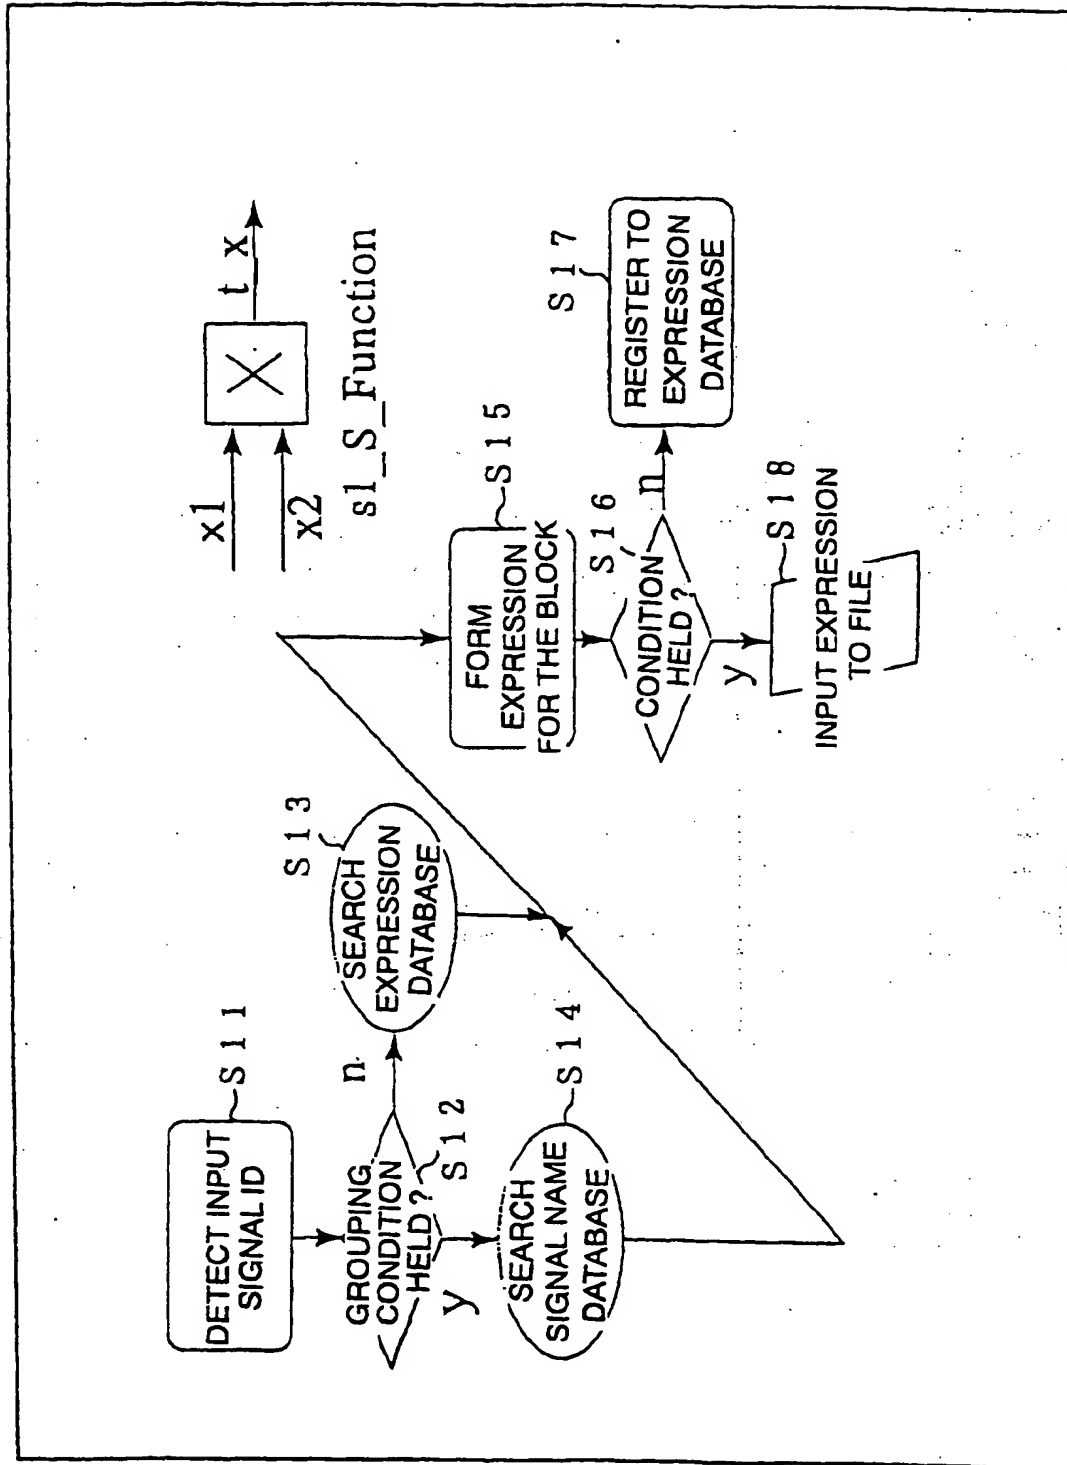 DETECT INPUT
SIGNAL ID
S11
GROUPING
CONDITION
HELD?
S12
n
y
SEARCH
EXPRESSION
DATABASE
S13
SEARCH
SIGNAL NAME
DATABASE
S14
x1
x2
t_x
s1_S_Function
FORM
EXPRESSION
FOR THE BLOCK
S15
CONDITION
HELD?
S16
n
y
REGISTER TO
EXPRESSION
DATABASE
S17
INPUT EXPRESSION
TO FILE
S18